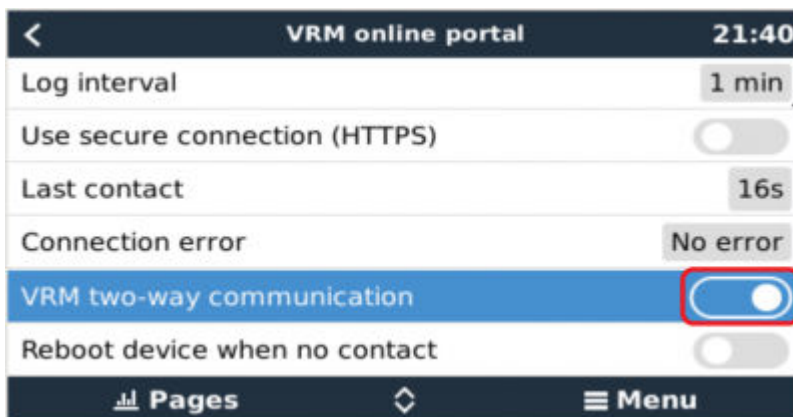 VRM online portal 21:40
Log interval 1 min
Use secure connection (HTTPS)
Last contact 16s
Connection error No error
VRM two-way communication
Reboot device when no contact
Pages Menu